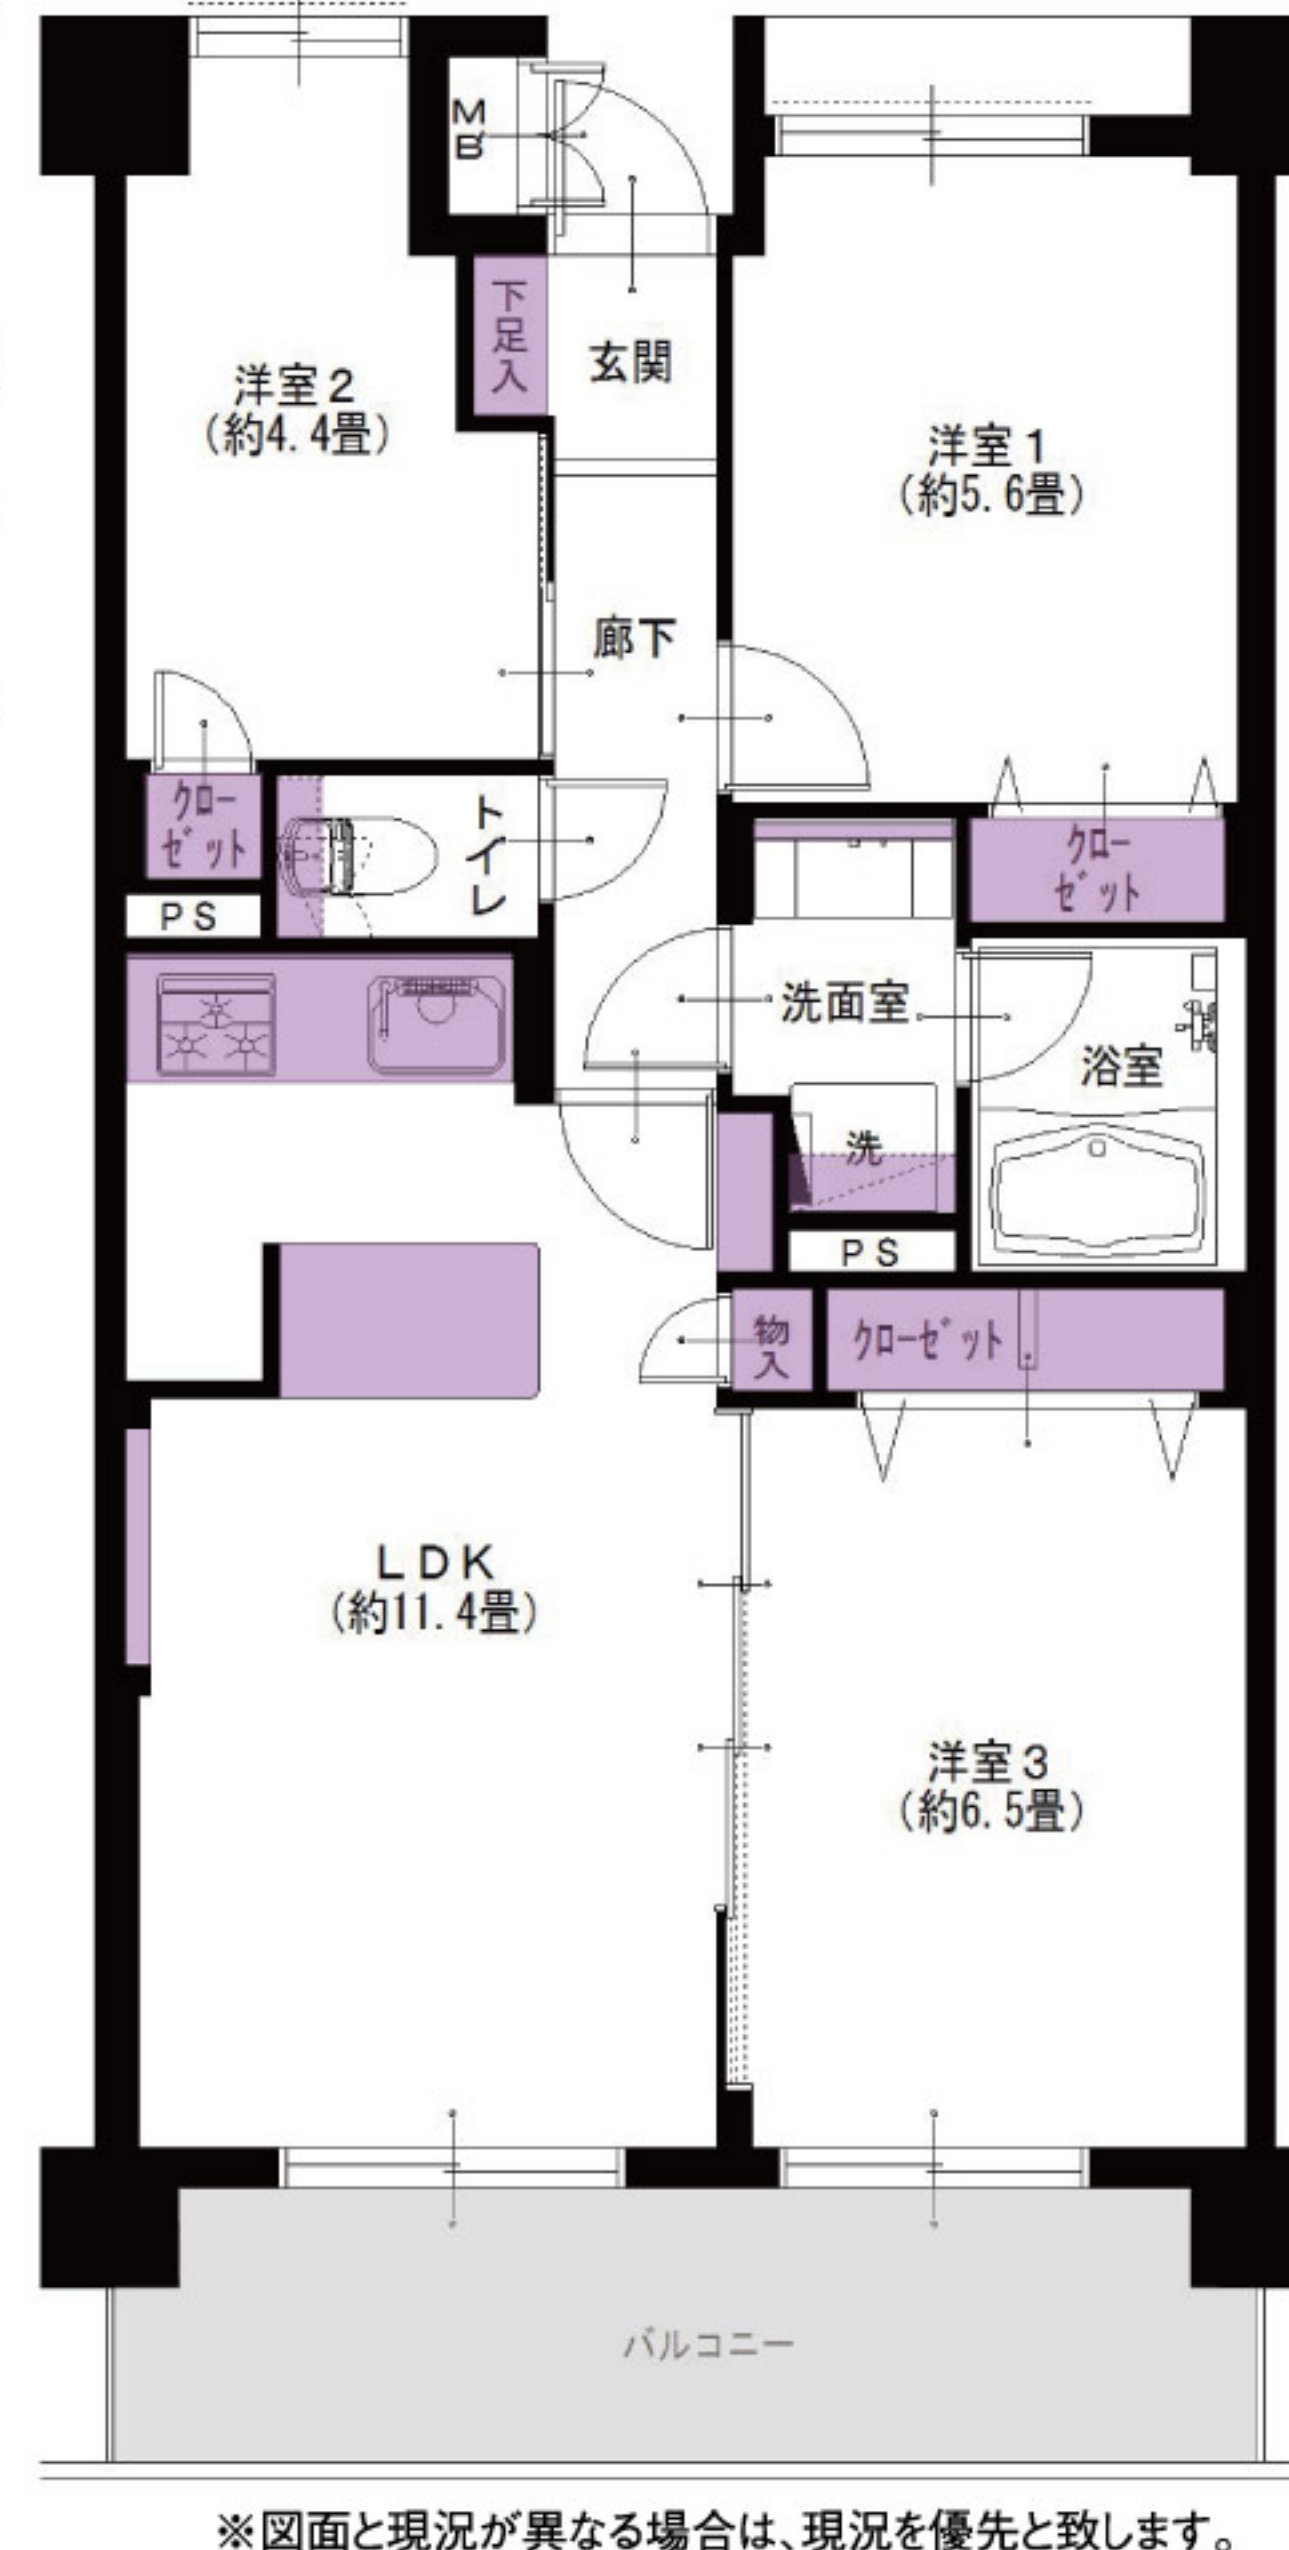 MB
下足入
玄関
洋室2
(約4.4畳)
洋室1
(約5.6畳)
廊下
クロー
ゼット
トイレ
クロー
ゼット
PS
洗面室
浴室
洗
PS
物入
クローゼット
LDK
(約11.4畳)
洋室3
(約6.5畳)
バルコニー
※図面と現況が異なる場合は、現況を優先と致します。